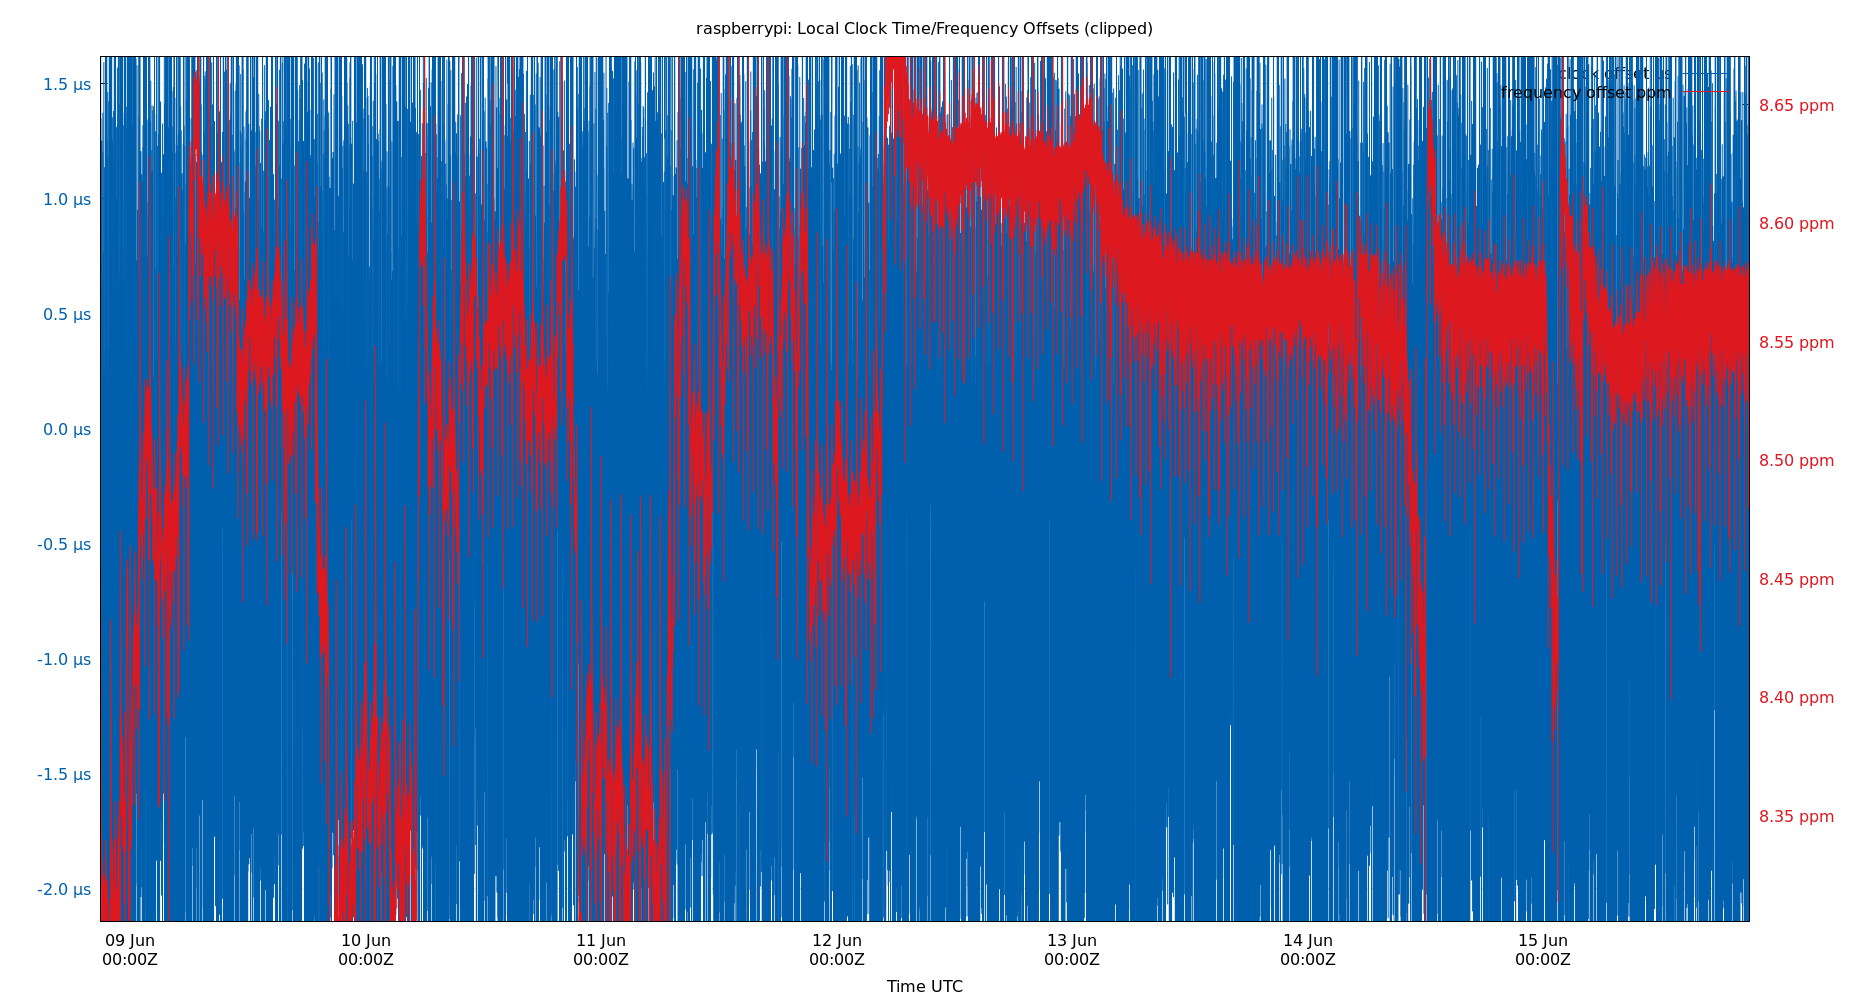 raspberrypi: Local Clock Time/Frequency Offsets (clipped)
clock offset µs
frequency offset ppm
1.5 µs
1.0 µs
0.5 µs
0.0 µs
-0.5 µs
-1.0 µs
-1.5 µs
-2.0 µs
8.65 ppm
8.60 ppm
8.55 ppm
8.50 ppm
8.45 ppm
8.40 ppm
8.35 ppm
09 Jun 10 Jun 11 Jun 12 Jun 13 Jun 14 Jun 15 Jun
00:00Z 00:00Z 00:00Z 00:00Z 00:00Z 00:00Z 00:00Z
Time UTC